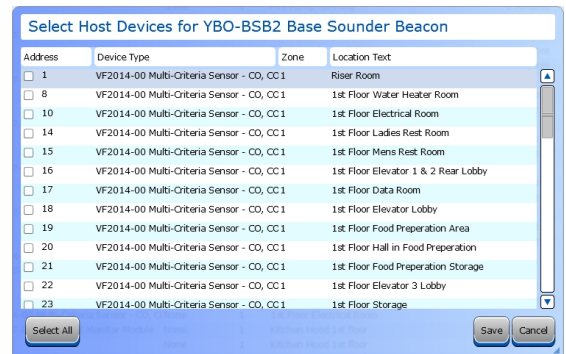 Select Host Devices for YBO-BSB2 Base Sounder Beacon
Address Device Type Zone Location Text
1 VF2014-00 Multi-Criteria Sensor - CO, CC 1 Riser Room
8 VF2014-00 Multi-Criteria Sensor - CO, CC 1 1st Floor Water Heater Room
10 VF2014-00 Multi-Criteria Sensor - CO, CC 1 1st Floor Electrical Room
14 VF2014-00 Multi-Criteria Sensor - CO, CC 1 1st Floor Ladies Rest Room
15 VF2014-00 Multi-Criteria Sensor - CO, CC 1 1st Floor Mens Rest Room
16 VF2014-00 Multi-Criteria Sensor - CO, CC 1 1st Floor Elevator 1 & 2 Rear Lobby
17 VF2014-00 Multi-Criteria Sensor - CO, CC 1 1st Floor Data Room
18 VF2014-00 Multi-Criteria Sensor - CO, CC 1 1st Floor Elevator Lobby
19 VF2014-00 Multi-Criteria Sensor - CO, CC 1 1st Floor Food Preperation Area
20 VF2014-00 Multi-Criteria Sensor - CO, CC 1 1st Floor Hall in Food Preperation
21 VF2014-00 Multi-Criteria Sensor - CO, CC 1 1st Floor Food Preperation Storage
22 VF2014-00 Multi-Criteria Sensor - CO, CC 1 1st Floor Elevator 3 Lobby
23 VF2014-00 Multi-Criteria Sensor - CO, CC 1 1st Floor Storage
Select All Save Cancel